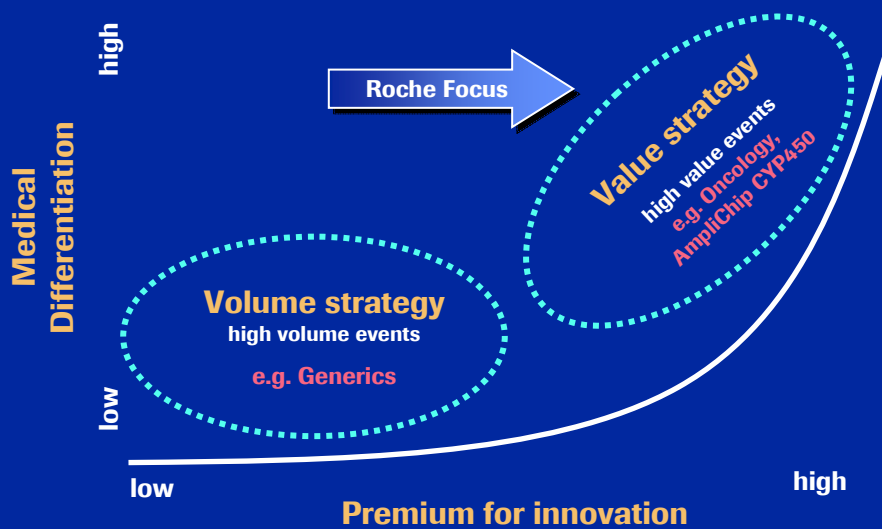 high
Roche Focus
Value strategy
high value events
e.g. Oncology,
AmpliChip CYP450
Medical
Differentiation
Volume strategy
high volume events
e.g. Generics
low
low
high
Premium for innovation